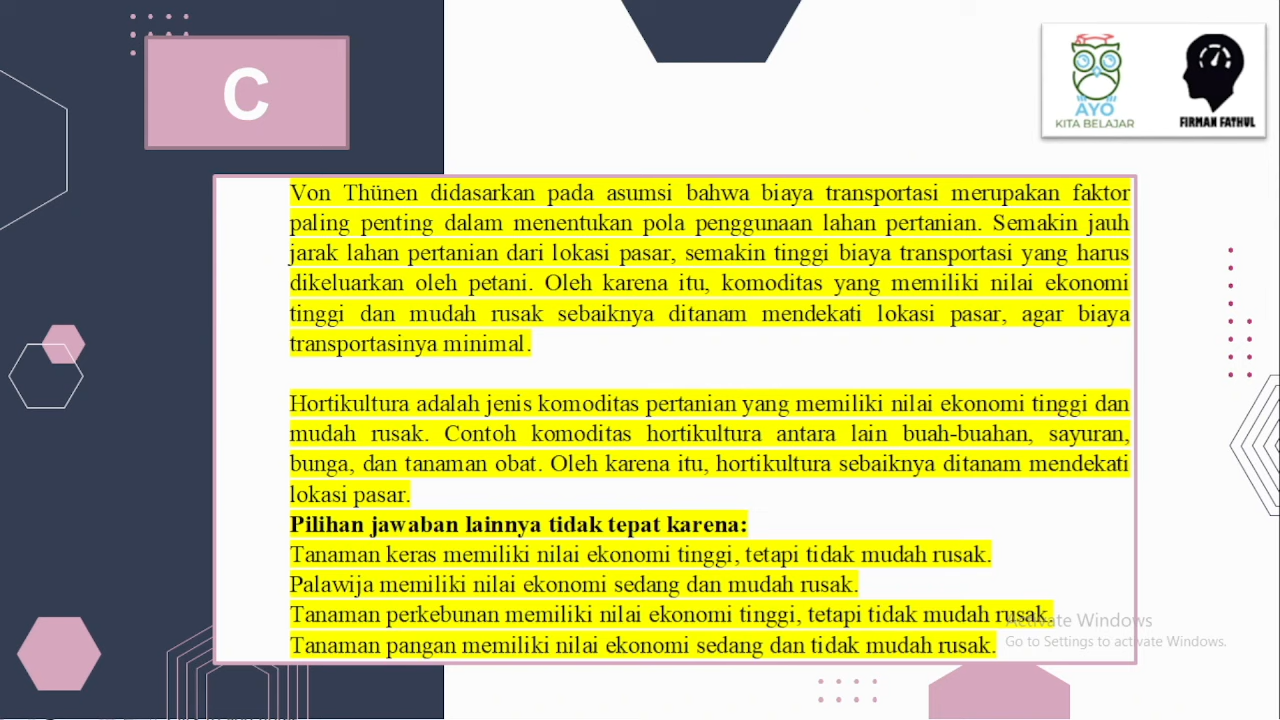 C
AYO
KITA BELAJAR
FIRMAN FATHUL
Von Thünen didasarkan pada asumsi bahwa biaya transportasi merupakan faktor
paling penting dalam menentukan pola penggunaan lahan pertanian. Semakin jauh
jarak lahan pertanian dari lokasi pasar, semakin tinggi biaya transportasi yang harus
dikeluarkan oleh petani. Oleh karena itu, komoditas yang memiliki nilai ekonomi
tinggi dan mudah rusak sebaiknya ditanam mendekati lokasi pasar, agar biaya
transportasinya minimal.
Hortikultura adalah jenis komoditas pertanian yang memiliki nilai ekonomi tinggi dan
mudah rusak. Contoh komoditas hortikultura antara lain buah-buahan, sayuran,
bunga, dan tanaman obat. Oleh karena itu, hortikultura sebaiknya ditanam mendekati
lokasi pasar.
Pilihan jawaban lainnya tidak tepat karena:
Tanaman keras memiliki nilai ekonomi tinggi, tetapi tidak mudah rusak.
Palawija memiliki nilai ekonomi sedang dan mudah rusak.
Tanaman perkebunan memiliki nilai ekonomi tinggi, tetapi tidak mudah rusak.
Tanaman pangan memiliki nilai ekonomi sedang dan tidak mudah rusak.
Activate Windows
Go to Settings to activate Windows.